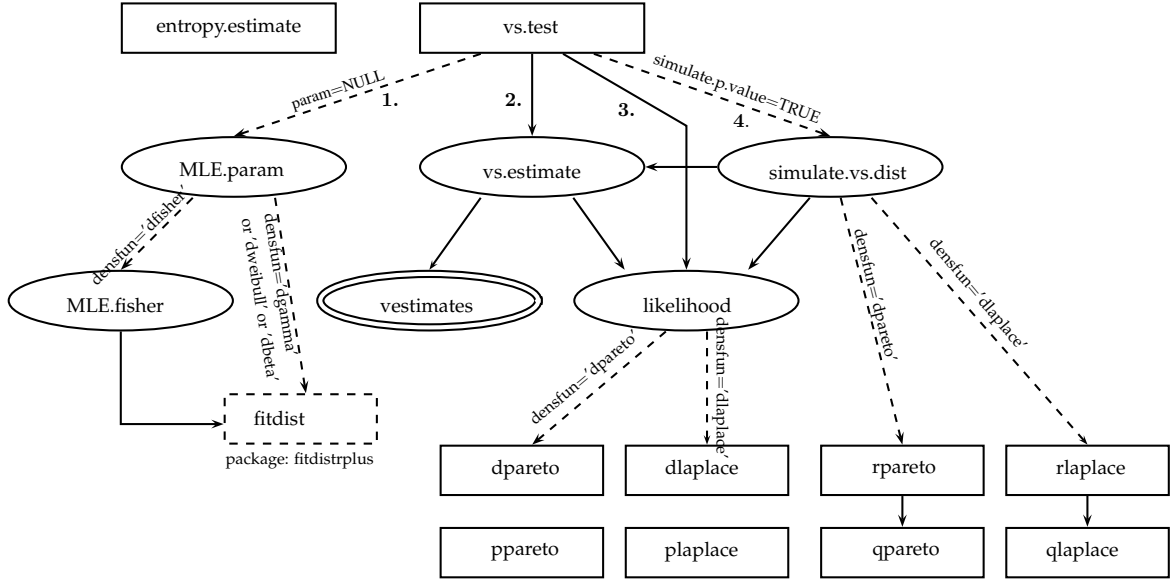 entropy.estimate
vs.test
param=NULL
simulate.p.value=TRUE
1.
2.
3.
4.
MLE.param
vs.estimate
simulate.vs.dist
densfun='dfisher'
densfun='dgamma'
or 'dweibull' or 'dbeta'
densfun='dpareto'
densfun='dlaplace'
MLE.fisher
vestimates
likelihood
densfun='dpareto'
densfun='dlaplace'
fitdist
package: fitdistrplus
dpareto
dlaplace
rpareto
rlaplace
ppareto
plaplace
qpareto
qlaplace